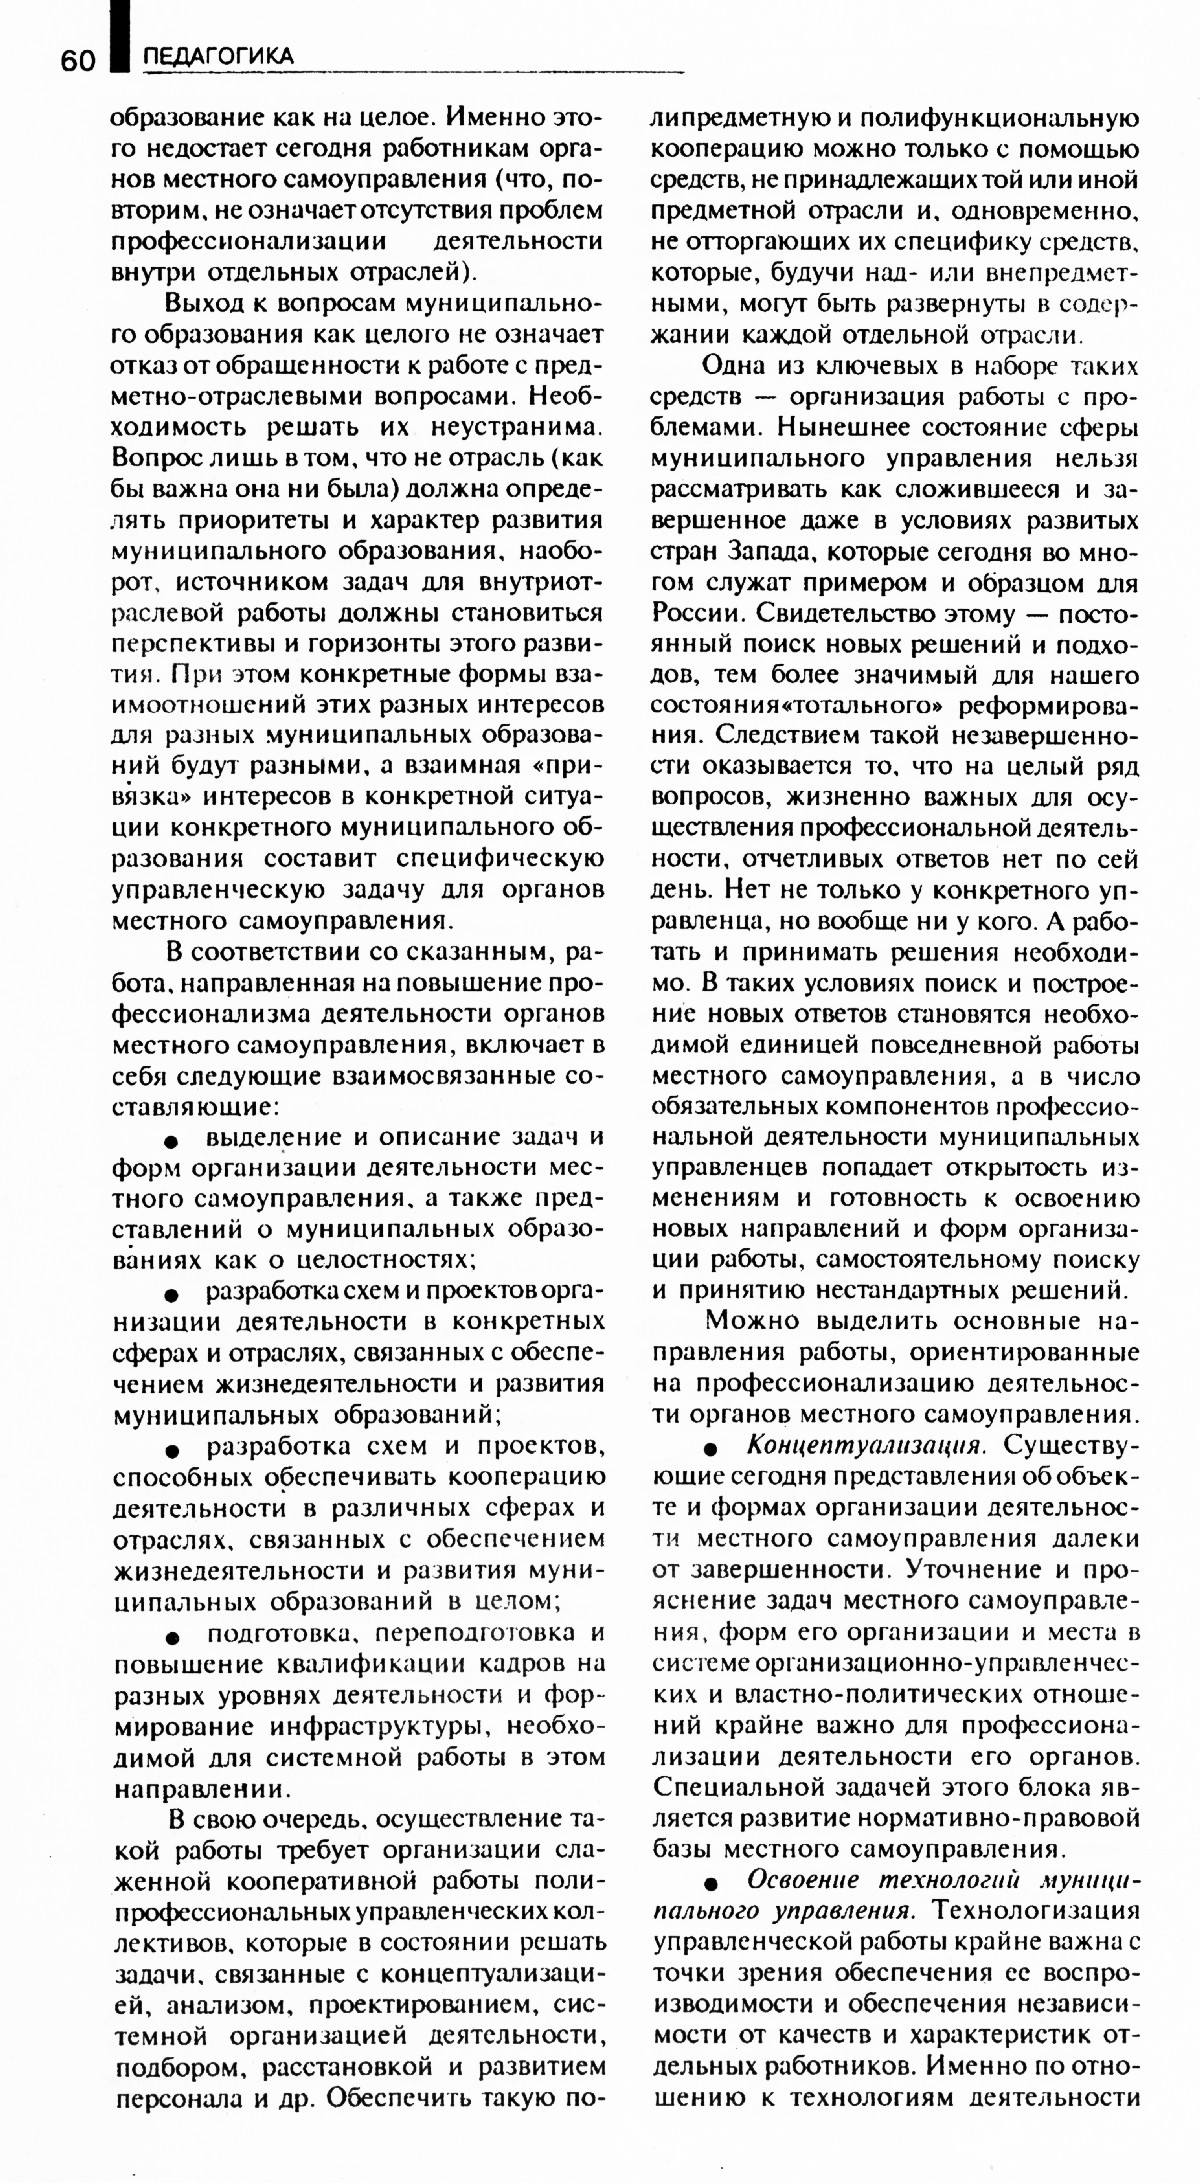 60
ПЕДАГОГИКА
образование как на целое. Именно это-
го недостает сегодня работникам орга-
нов местного самоуправления (что, по-
вторим, не означает отсутствия проблем
профессионализации деятельности
внутри отдельных отраслей).
Выход к вопросам муниципально-
го образования как целого не означает
отказ от обращенности к работе с пред-
метно-отраслевыми вопросами. Необ-
ходимость решать их неустранима.
Вопрос лишь в том, что не отрасль (как
бы важна она ни была) должна опреде-
лять приоритеты и характер развития
муниципального образования, наобо-
рот, источником задач для внутриот-
раслевой работы должны становиться
перспективы и горизонты этого разви-
тия. При этом конкретные формы вза-
имоотношений этих разных интересов
для разных муниципальных образова-
ний будут разными, а взаимная «при-
вязка» интересов в конкретной ситуа-
ции конкретного муниципального об-
разования составит специфическую
управленческую задачу для органов
местного самоуправления.
В соответствии со сказанным, ра-
бота, направленная на повышение про-
фессионализма деятельности органов
местного самоуправления, включает в
себя следующие взаимосвязанные со-
ставляющие:
• выделение и описание задач и
форм организации деятельности мес-
тного самоуправления, а также пред-
ставлений о муниципальных образо-
ваниях как о целостностях;
• разработка схем и проектов орга-
низации деятельности в конкретных
сферах и отраслях, связанных с обеспе-
чением жизнедеятельности и развития
муниципальных образований;
• разработка схем и проектов,
способных обеспечивать кооперацию
деятельности в различных сферах и
отраслях, связанных с обеспечением
жизнедеятельности и развития муни-
ципальных образований в целом;
• подготовка, переподготовка и
повышение квалификации кадров на
разных уровнях деятельности и фор-
мирование инфраструктуры, необхо-
димой для системной работы в этом
направлении.
В свою очередь, осуществление та-
кой работы требует организации сла-
женной кооперативной работы поли-
профессиональных управленческих кол-
лективов, которые в состоянии решать
задачи, связанные с концептуализаци-
ей, анализом, проектированием, сис-
темной организацией деятельности,
подбором, расстановкой и развитием
персонала и др. Обеспечить такую по-
липредметную и полифункциональную
кооперацию можно только с помощью
средств, не принадлежащих той или иной
предметной отрасли и, одновременно,
не отторгающих их специфику средств,
которые, будучи над- или внепредмет-
ными, могут быть развернуты в содер-
жании каждой отдельной отрасли.
Одна из ключевых в наборе таких
средств — организация работы с про-
блемами. Нынешнее состояние сферы
муниципального управления нельзя
рассматривать как сложившееся и за-
вершенное даже в условиях развитых
стран Запада, которые сегодня во мно-
гом служат примером и образцом для
России. Свидетельство этому — посто-
янный поиск новых решений и подхо-
дов, тем более значимый для нашего
состояния«тотального» реформирова-
ния. Следствием такой незавершенно-
сти оказывается то, что на целый ряд
вопросов, жизненно важных для осу-
ществления профессиональной деятель-
ности, отчетливых ответов нет по сей
день. Нет не только у конкретного уп-
равленца, но вообще ни у кого. А рабо-
тать и принимать решения необходи-
мо. В таких условиях поиск и построе-
ние новых ответов становятся необхо-
димой единицей повседневной работы
местного самоуправления, а в число
обязательных компонентов профессио-
нальной деятельности муниципальных
управленцев попадает открытость из-
менениям и готовность к освоению
новых направлений и форм организа-
ции работы, самостоятельному поиску
и принятию нестандартных решений.
Можно выделить основные на-
правления работы, ориентированные
на профессионализацию деятельнос-
ти органов местного самоуправления.
• Концептуализация. Существу-
ющие сегодня представления об объек-
те и формах организации деятельнос-
ти местного самоуправления далеки
от завершенности. Уточнение и про-
яснение задач местного самоуправле-
ния, форм его организации и места в
системе организационно-управленчес-
ких и властно-политических отноше-
ний крайне важно для профессиона-
лизации деятельности его органов.
Специальной задачей этого блока яв-
ляется развитие нормативно-правовой
базы местного самоуправления.
• Освоение технологий муници-
пального управления. Технологизация
управленческой работы крайне важна с
точки зрения обеспечения ее воспро-
изводимости и обеспечения независи-
мости от качеств и характеристик от-
дельных работников. Именно по отно-
шению к технологиям деятельности